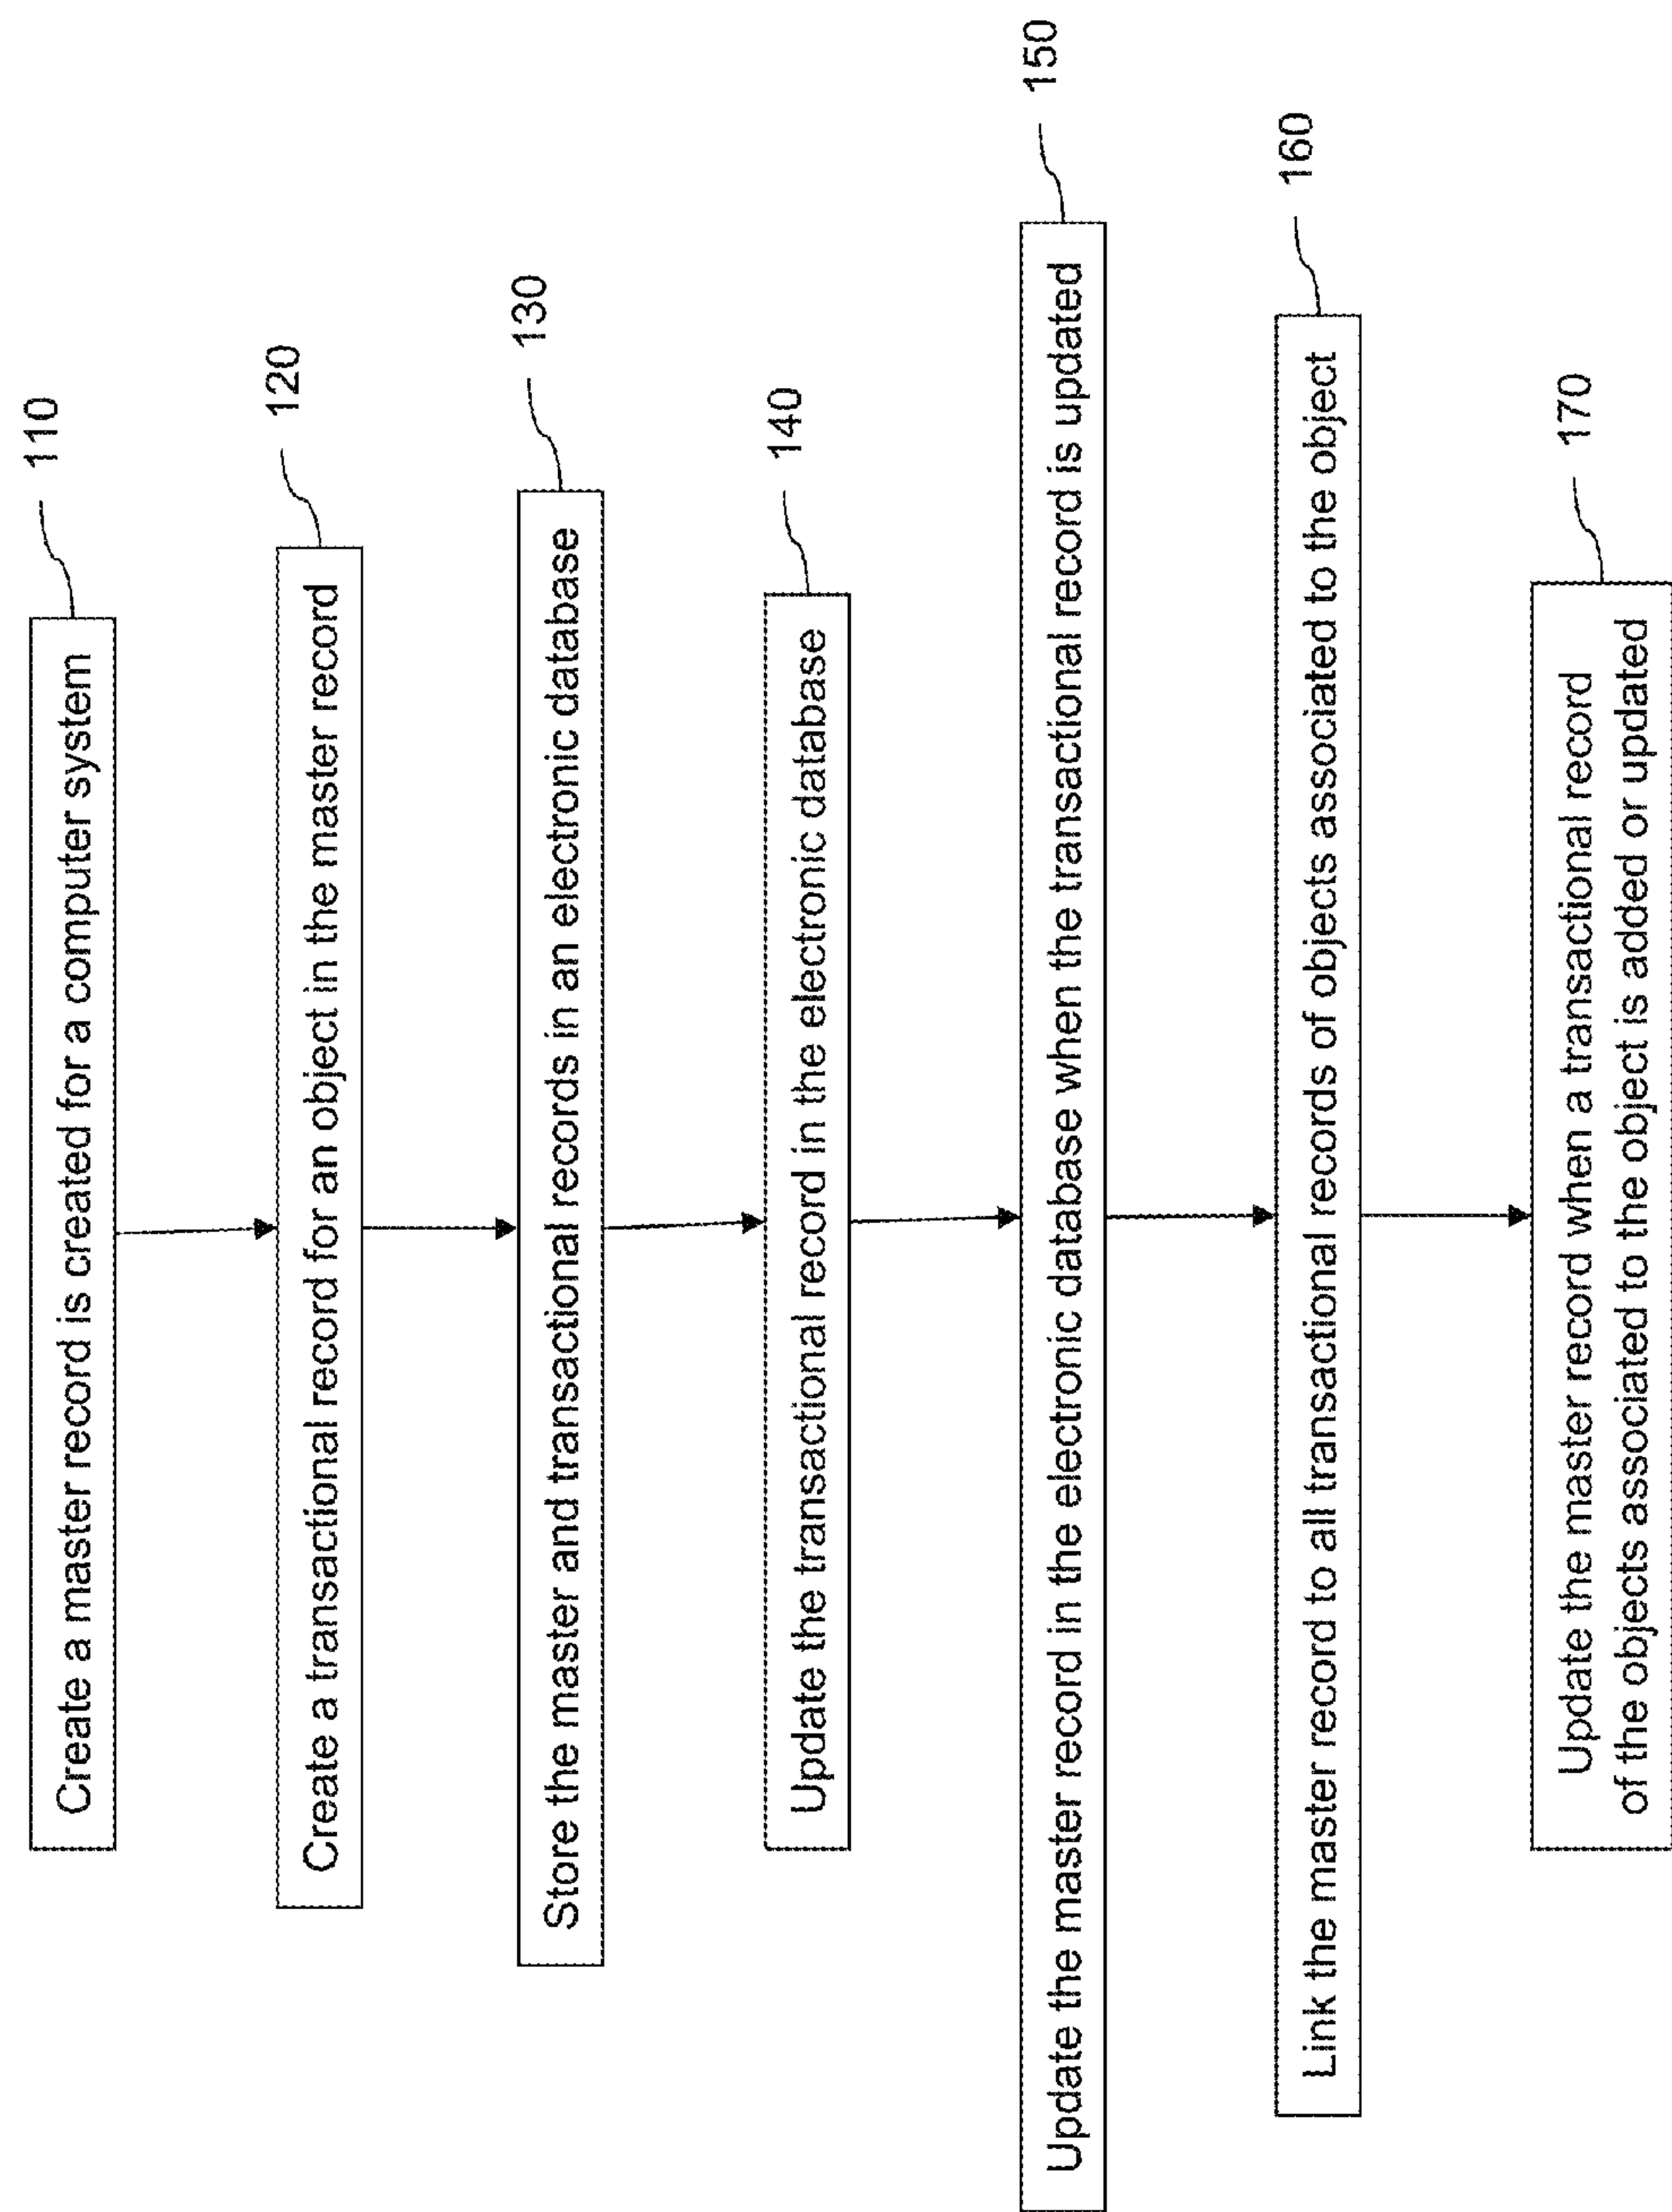 Create a master record is created for a computer system
110
Create a transactional record for an object in the master record
120
Store the master and transactional records in an electronic database
130
Update the transactional record in the electronic database
140
Update the master record in the electronic database when the transactional record is updated
150
Link the master record to all transactional records of objects associated to the object
160
Update the master record when a transactional record
of the objects associated to the object is added or updated
170